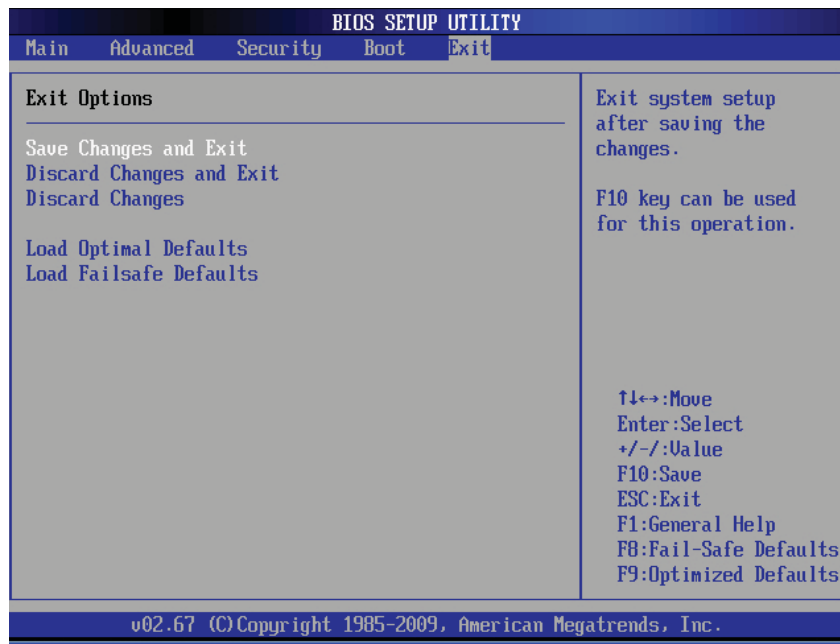 BIOS SETUP UTILITY
Main Advanced Security Boot Exit
Exit Options
Save Changes and Exit
Discard Changes and Exit
Discard Changes
Load Optimal Defaults
Load Failsafe Defaults
Exit system setup
after saving the
changes.
F10 key can be used
for this operation.
↑↓←→:Move
Enter:Select
+/-/:Value
F10:Save
ESC:Exit
F1:General Help
F8:Fail-Safe Defaults
F9:Optimized Defaults
v02.67 (C)Copyright 1985-2009, American Megatrends, Inc.